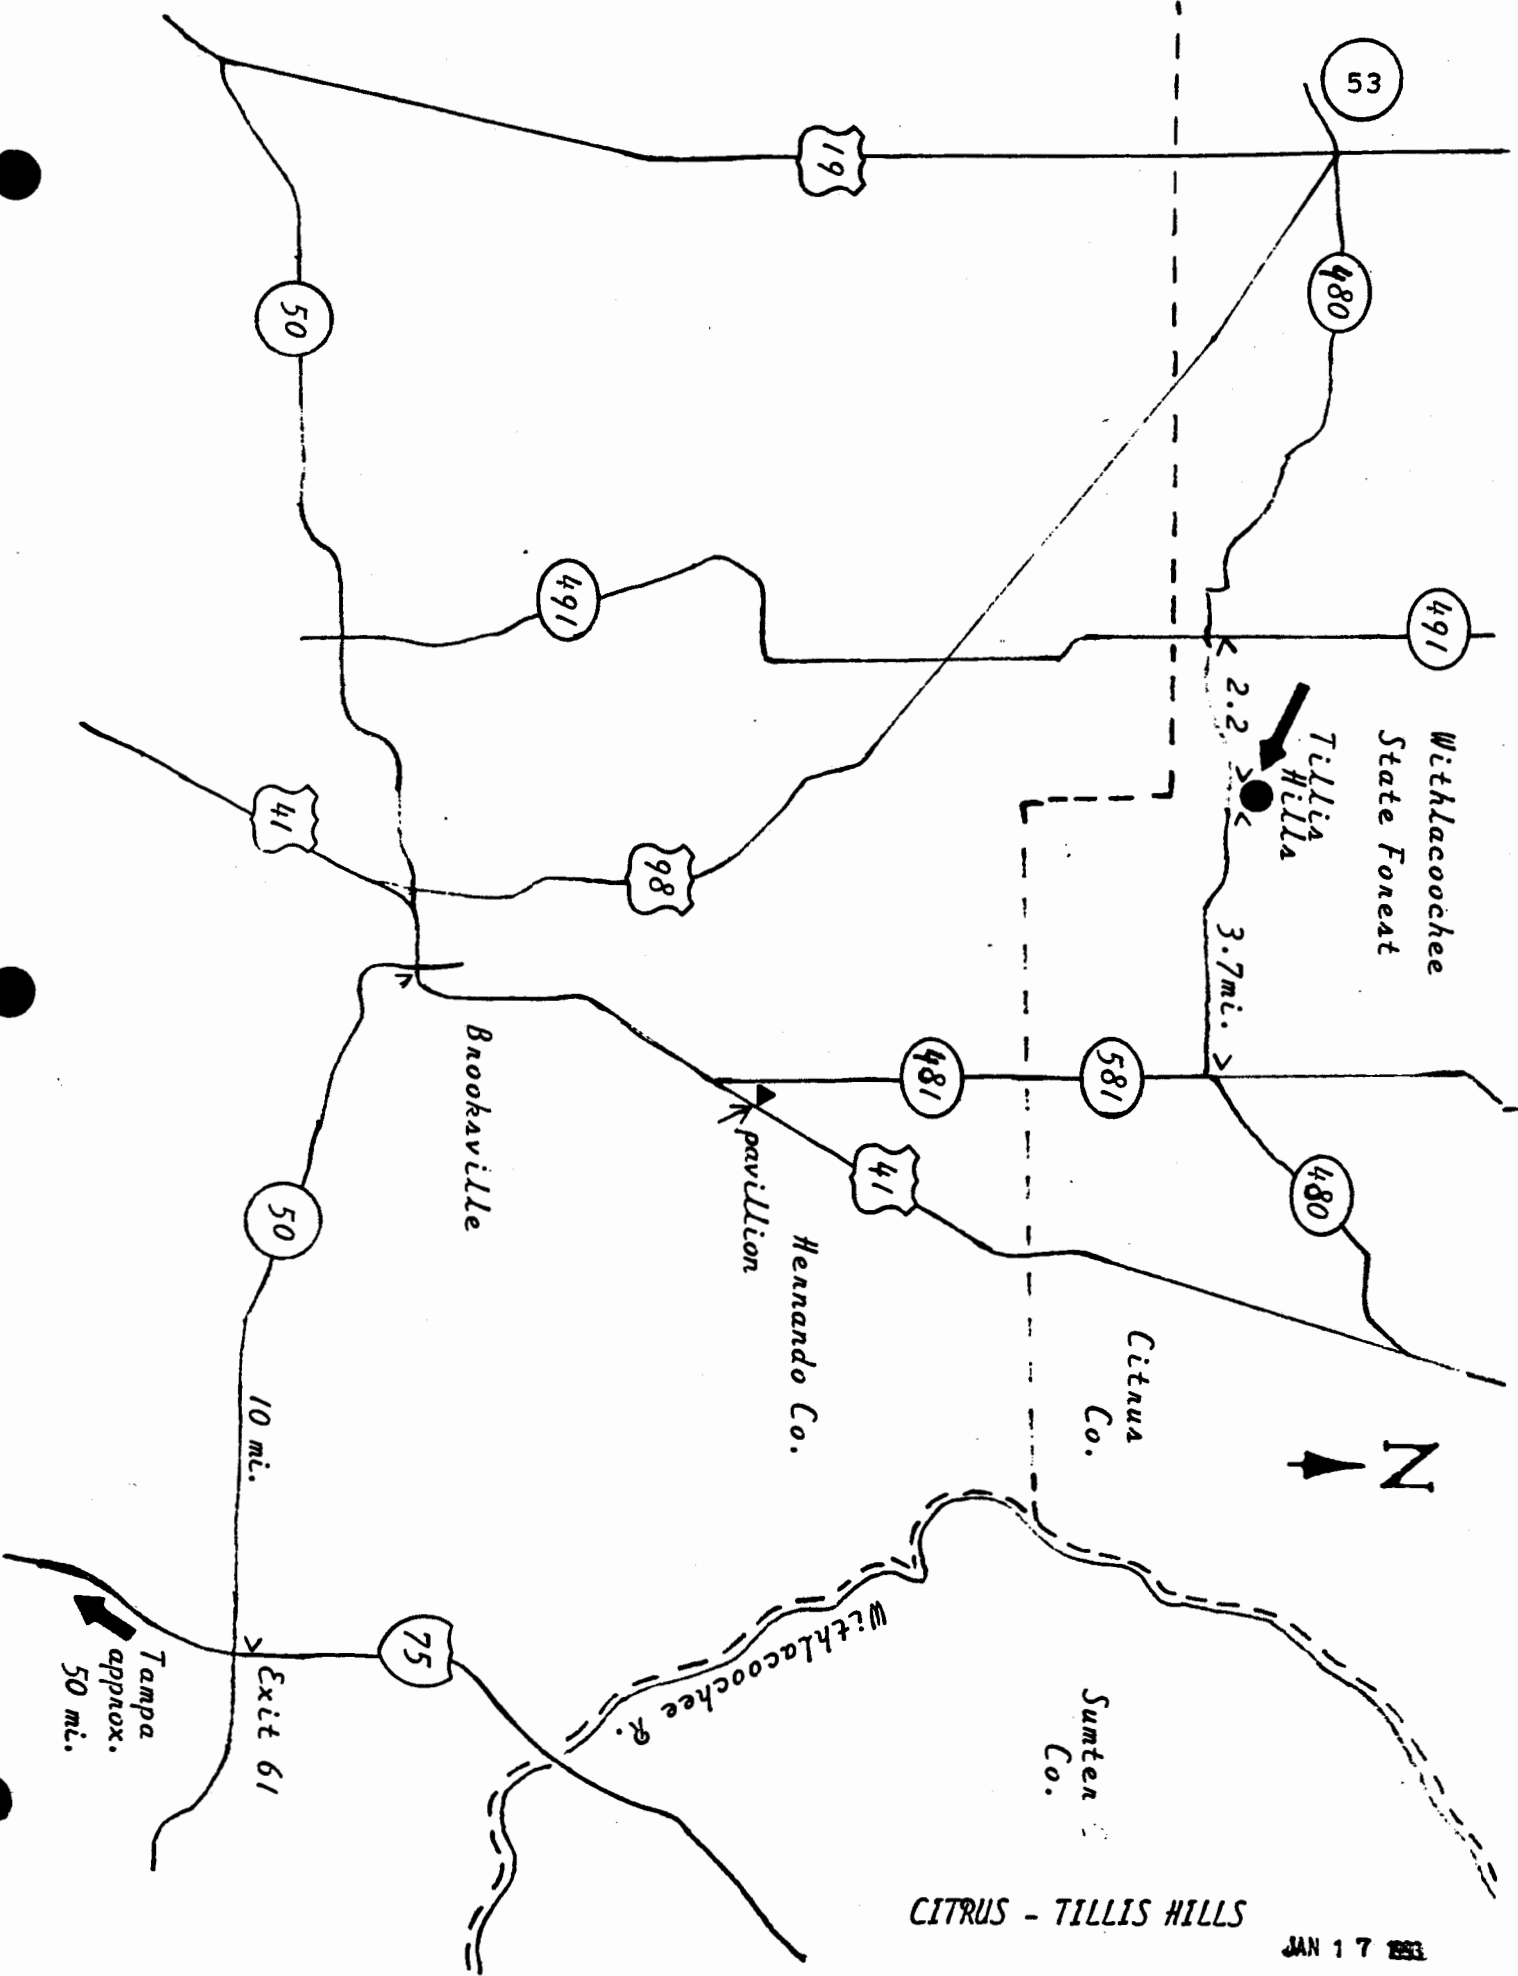 53
19
480
50
491
491
Withlacoochee
State Forest
Tillis
Hills
2.2
3.7mi.
41
98
Brooksville
481
581
pavillion
41
480
Hernando Co.
Citrus
Co.
N
50
10 mi.
Withlacoochee R.
75
Exit 61
Tampa
approx.
50 mi.
Sumter
Co.
CITRUS - TILLIS HILLS
JAN 17